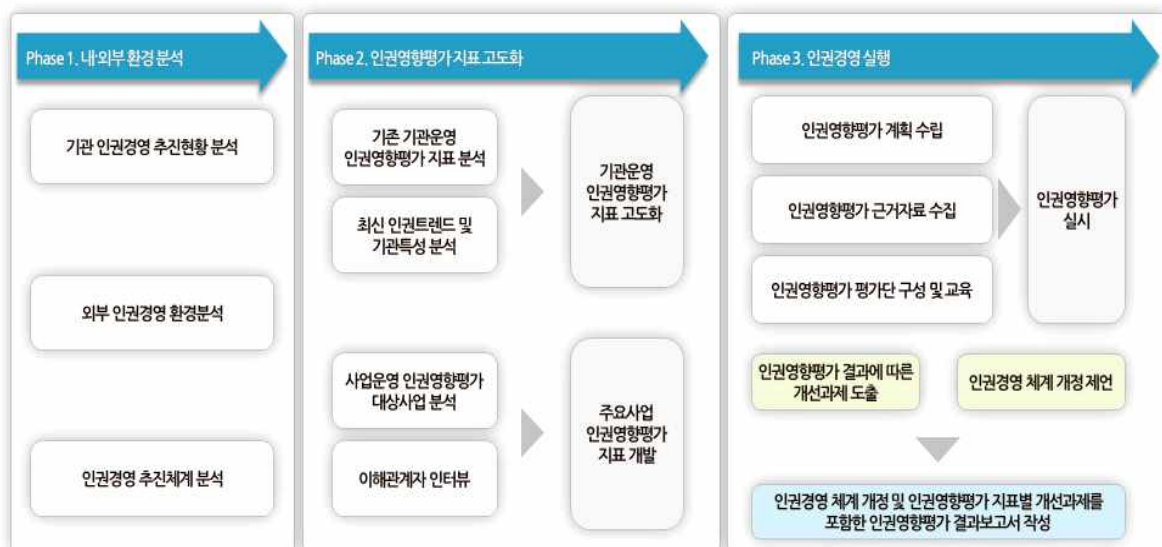 Phase 1. 내·외부 환경 분석
기관 인권경영 추진현황 분석
외부 인권경영 환경분석
인권경영 추진체계 분석
Phase 2. 인권영향평가 지표 고도화
기존 기관운영
인권영향평가 지표 분석
최신 인권트렌드 및
기관특성 분석
기관운영
인권영향평가
지표 고도화
사업운영 인권영향평가
대상사업 분석
이해관계자 인터뷰
주요사업
인권영향평가
지표 개발
Phase 3. 인권경영 실행
인권영향평가 계획 수립
인권영향평가 근거자료 수집
인권영향평가 평가단 구성 및 교육
인권영향평가
실시
인권영향평가 결과에 따른
개선과제 도출
인권경영 체계 개정 제언
인권경영 체계 개정 및 인권영향평가 지표별 개선과제를
포함한 인권영향평가 결과보고서 작성